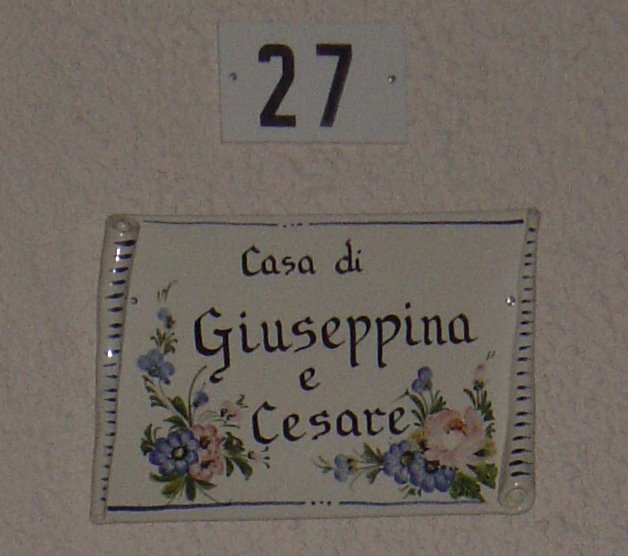 27
Casa di
Giuseppina
e
Cesare